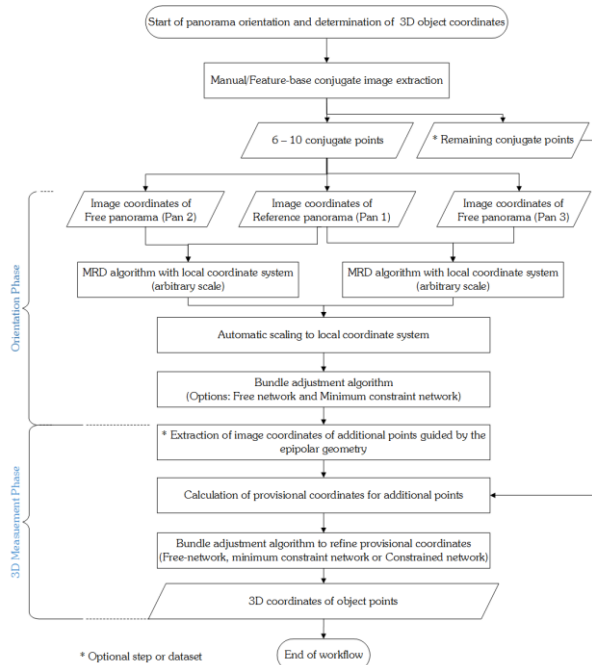 Start of panorama orientation and determination of 3D object coordinates
Manual/Feature-base conjugate image extraction
6 – 10 conjugate points
* Remaining conjugate points
Image coordinates of
Free panorama (Pan 2)
Image coordinates of
Reference panorama (Pan 1)
Image coordinates of
Free panorama (Pan 3)
MRD algorithm with local coordinate system
(arbitrary scale)
MRD algorithm with local coordinate system
(arbitrary scale)
Automatic scaling to local coordinate system
Bundle adjustment algorithm
(Options: Free network and Minimum constraint network)
Orientation Phase
* Extraction of image coordinates of additional points guided by the
epipolar geometry
Calculation of provisional coordinates for additional points
Bundle adjustment algorithm to refine provisional coordinates
(Free-network, minimum constraint network or Constrained network)
3D coordinates of object points
3D Measuement Phase
* Optional step or dataset
End of workflow